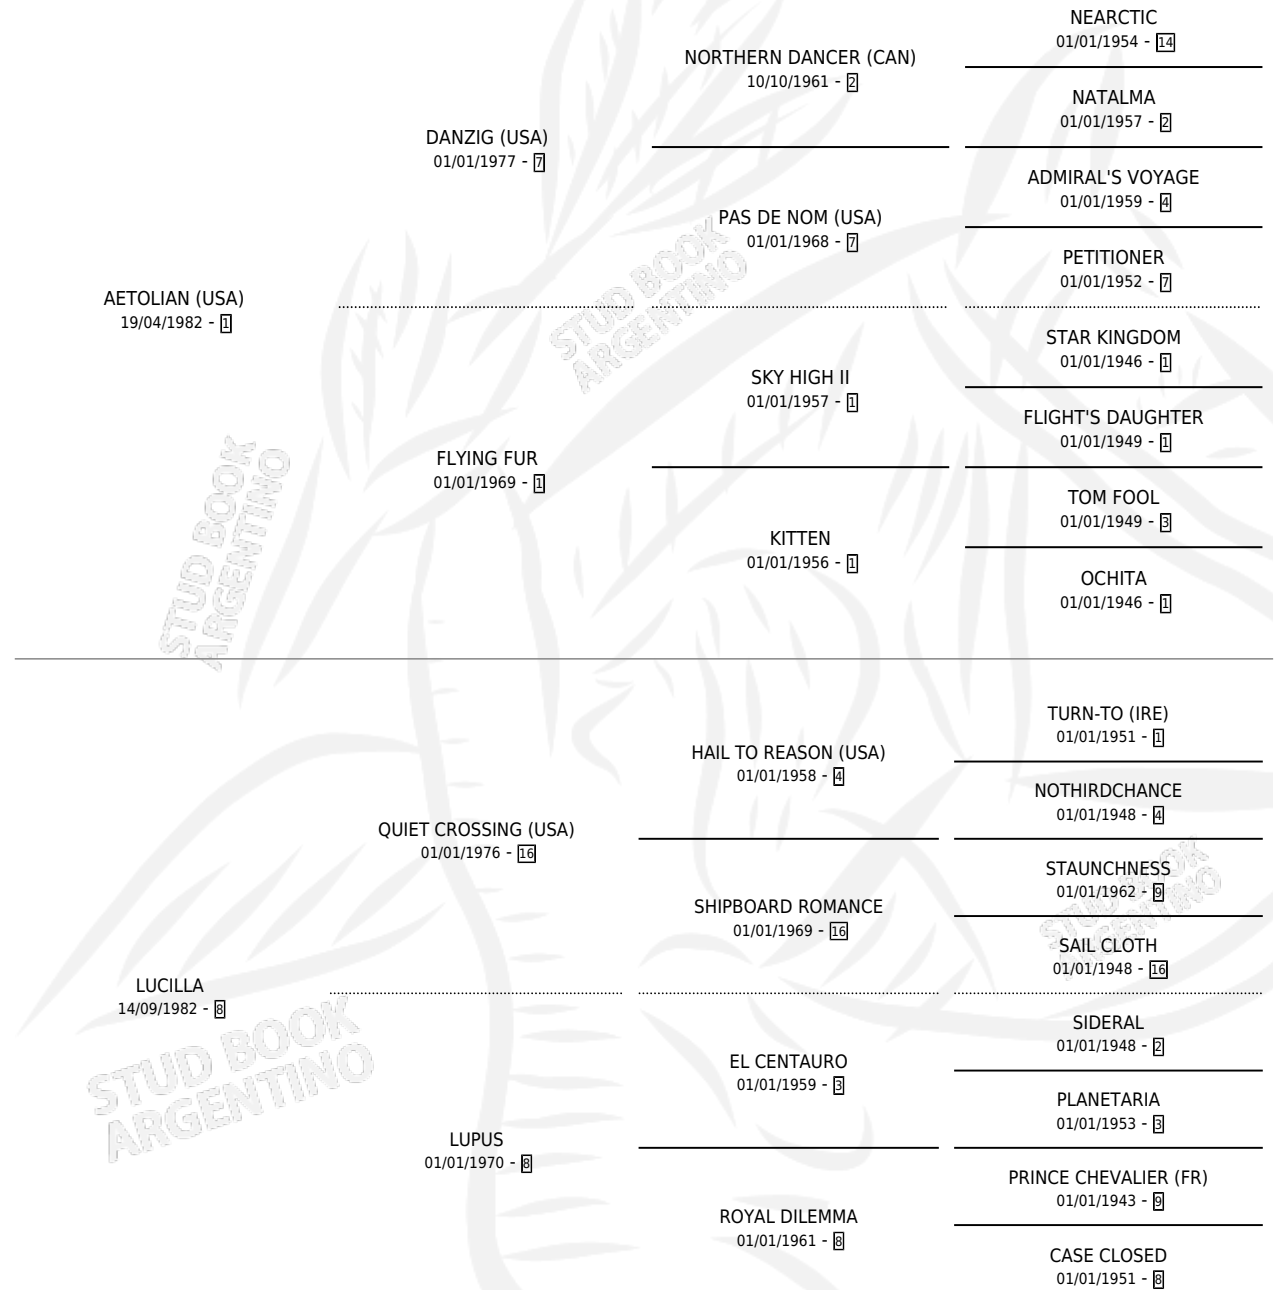 NEARCTIC
01/01/1954 - 14
NORTHERN DANCER (CAN)
10/10/1961 - 2
NATALMA
01/01/1957 - 2
DANZIG (USA)
01/01/1977 - 7
ADMIRAL'S VOYAGE
01/01/1959 - 4
PAS DE NOM (USA)
01/01/1968 - 7
PETITIONER
01/01/1952 - 7
AETOLIAN (USA)
19/04/1982 - 1
STAR KINGDOM
01/01/1946 - 1
SKY HIGH II
01/01/1957 - 1
FLIGHT'S DAUGHTER
01/01/1949 - 1
FLYING FUR
01/01/1969 - 1
TOM FOOL
01/01/1949 - 3
KITTEN
01/01/1956 - 1
OCHITA
01/01/1946 - 1
STUD BOOK
ARGENTINO
STUD BOOK
ARGENTINO
TURN-TO (IRE)
01/01/1951 - 1
HAIL TO REASON (USA)
01/01/1958 - 4
NOTHIRDCHANCE
01/01/1948 - 4
QUIET CROSSING (USA)
01/01/1976 - 16
STAUNCHNESS
01/01/1962 - 9
SHIPBOARD ROMANCE
01/01/1969 - 16
SAIL CLOTH
01/01/1948 - 16
LUCILLA
14/09/1982 - 8
SIDERAL
01/01/1948 - 2
EL CENTAURO
01/01/1959 - 3
PLANETARIA
01/01/1953 - 3
LUPUS
01/01/1970 - 8
PRINCE CHEVALIER (FR)
01/01/1943 - 9
ROYAL DILEMMA
01/01/1961 - 8
CASE CLOSED
01/01/1951 - 8
STUD BOOK
ARGENTINO
STUD BOOK
ARGENTINO